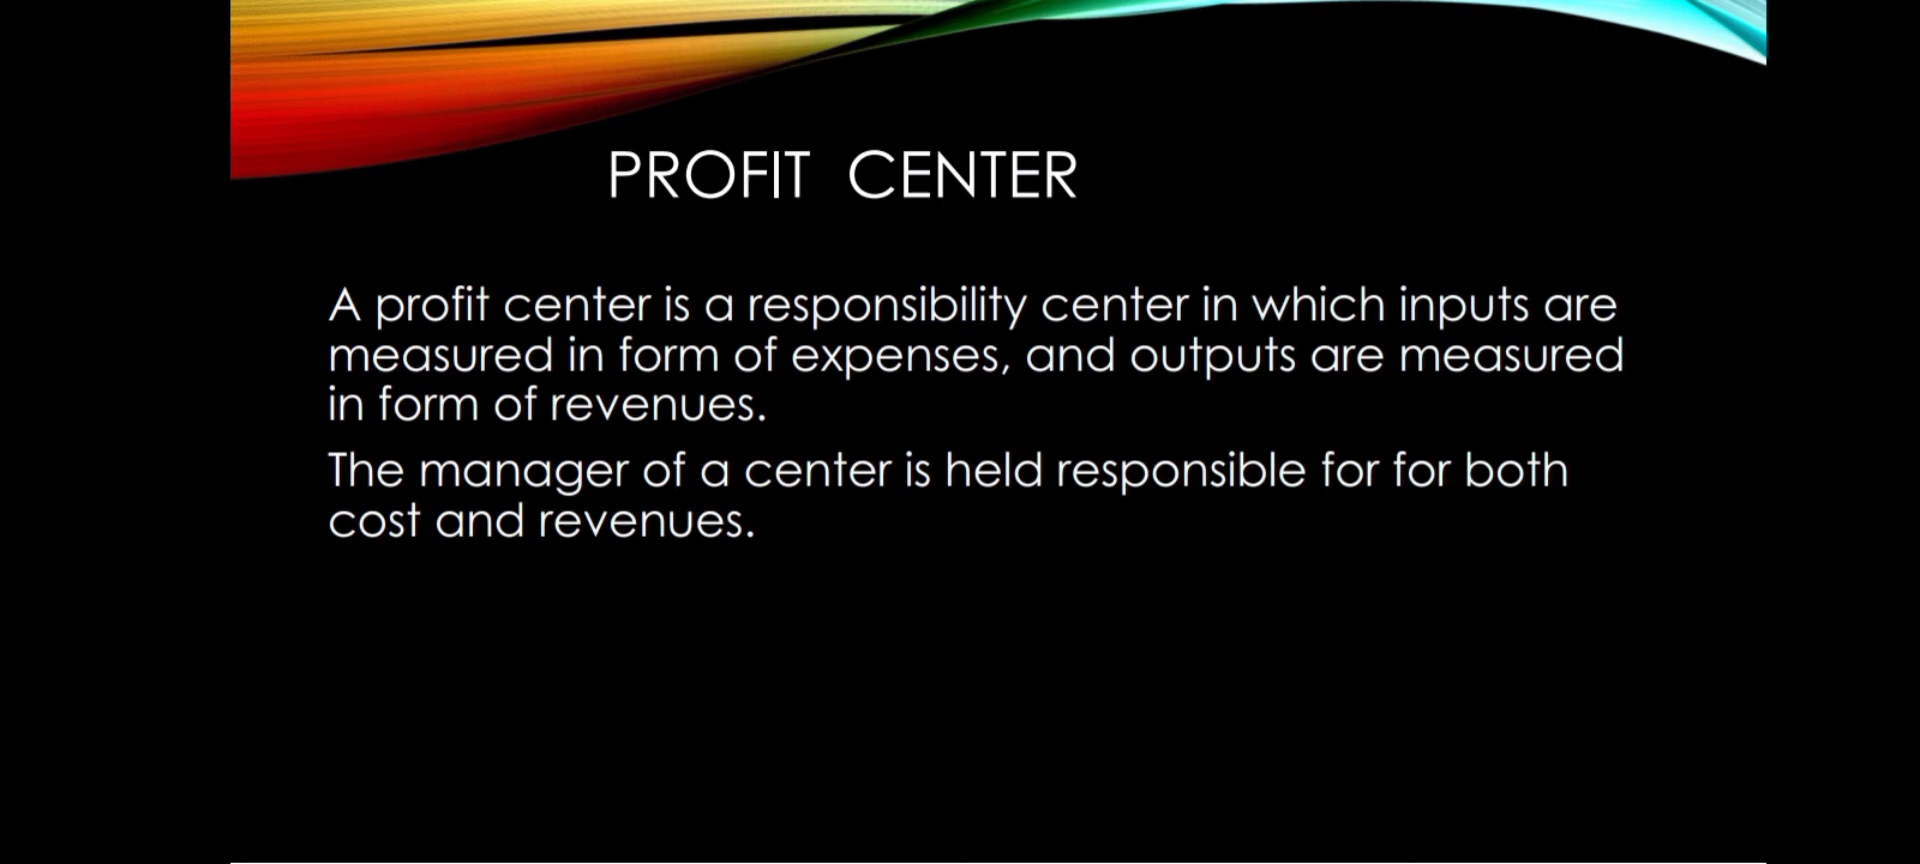 PROFIT CENTER
A profit center is a responsibility center in which inputs are
measured in form of expenses, and outputs are measured
in form of revenues.
The manager of a center is held responsible for for both
cost and revenues.